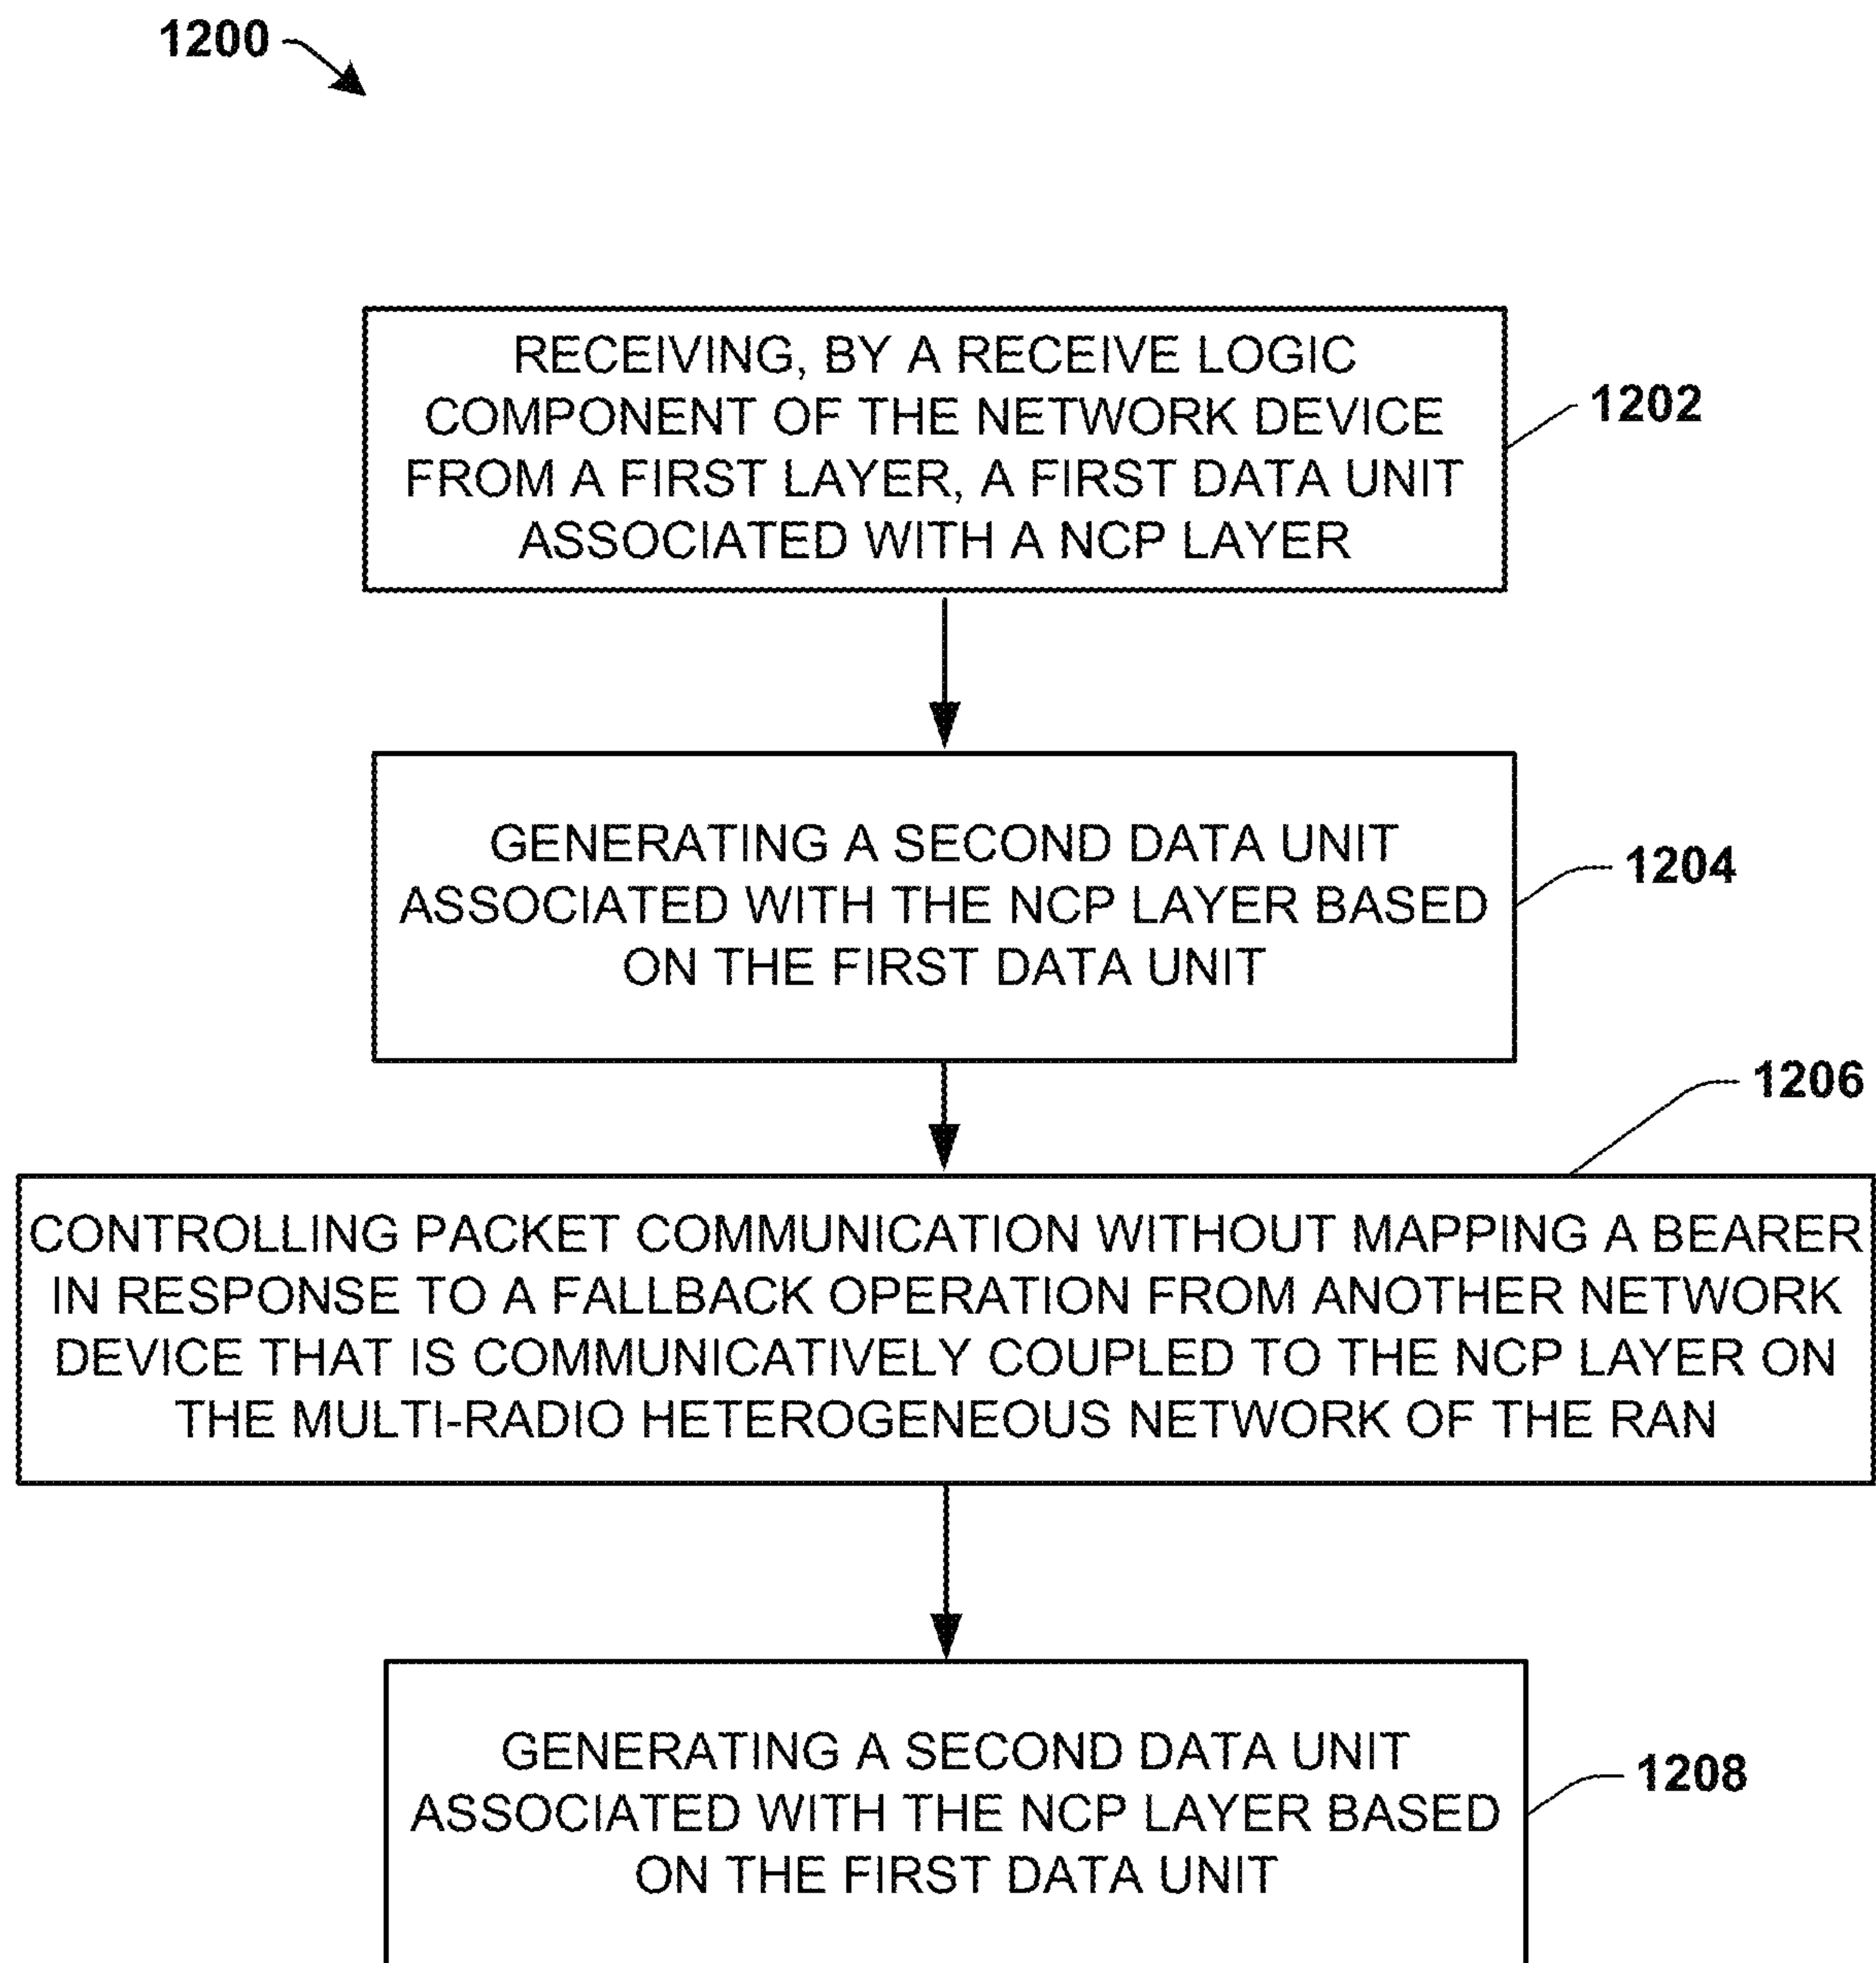 1200
RECEIVING, BY A RECEIVE LOGIC
COMPONENT OF THE NETWORK DEVICE
FROM A FIRST LAYER, A FIRST DATA UNIT
ASSOCIATED WITH A NCP LAYER
1202
GENERATING A SECOND DATA UNIT
ASSOCIATED WITH THE NCP LAYER BASED
ON THE FIRST DATA UNIT
1204
1206
CONTROLLING PACKET COMMUNICATION WITHOUT MAPPING A BEARER
IN RESPONSE TO A FALLBACK OPERATION FROM ANOTHER NETWORK
DEVICE THAT IS COMMUNICATIVELY COUPLED TO THE NCP LAYER ON
THE MULTI-RADIO HETEROGENEOUS NETWORK OF THE RAN
GENERATING A SECOND DATA UNIT
ASSOCIATED WITH THE NCP LAYER BASED
ON THE FIRST DATA UNIT
1208